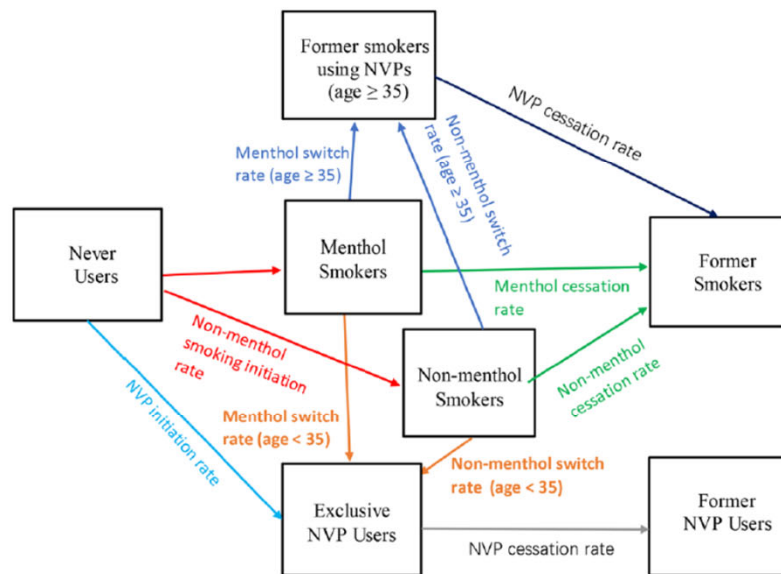 Former smokers
using NVPs
(age ≥ 35)
NVP cessation rate
Menthol switch
rate (age ≥ 35)
Non-menthol switch
rate (age ≥ 35)
Never
Users
Menthol
Smokers
Former
Smokers
Menthol cessation
rate
Non-menthol
smoking initiation
rate
Non-menthol
Smokers
Non-menthol
cessation rate
NVP initiation rate
Menthol switch
rate (age < 35)
Non-menthol switch
rate (age < 35)
Exclusive
NVP Users
NVP cessation rate
Former
NVP Users